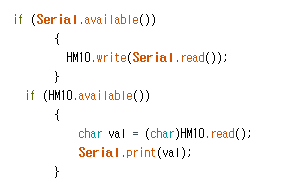 if (Serial.available())
{
HM10.write(Serial.read());
}
if (HM10.available())
{
char val = (char)HM10.read();
Serial.print(val);
}